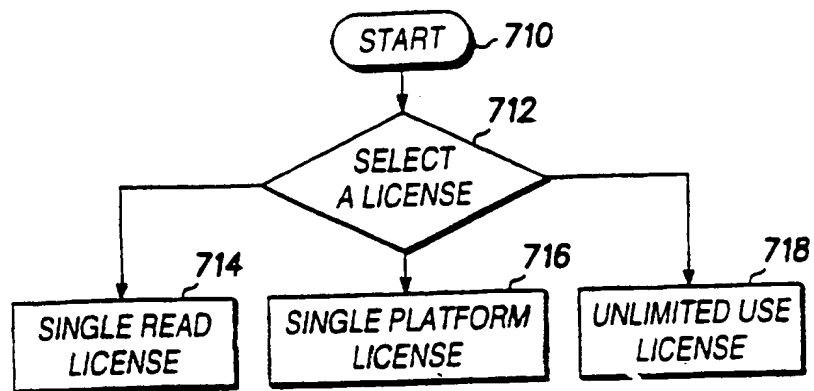 START
710
712
SELECT
A LICENSE
714
716
718
SINGLE READ
LICENSE
SINGLE PLATFORM
LICENSE
UNLIMITED USE
LICENSE